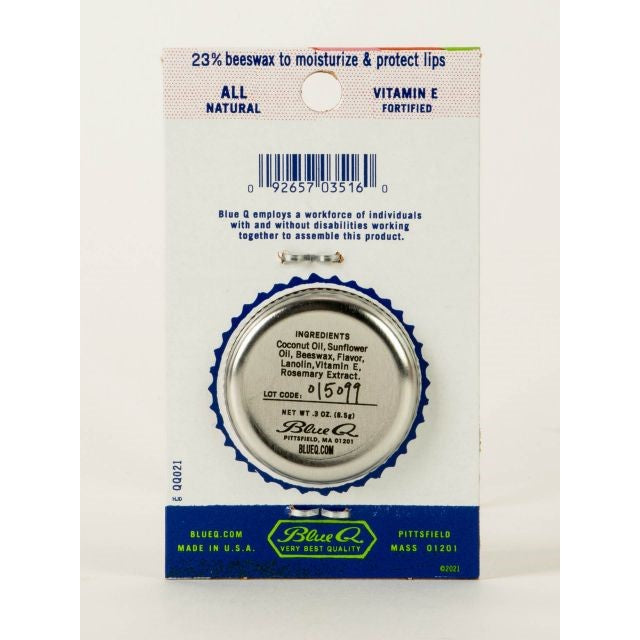 23% beeswax to moisturize & protect lips
ALL
NATURAL
VITAMIN E
FORTIFIED
0 92657 03516 0
Blue Q employs a workforce of individuals
with and without disabilities working
together to assemble this product.
INGREDIENTS
Coconut Oil, Sunflower
Oil, Beeswax, Flavor,
Lanolin, Vitamin E,
Rosemary Extract.
LOT CODE: 015099
NET WT .3 OZ. (8.5g)
Blue Q
PITTSFIELD, MA 01201
BLUEQ.COM
QQ021
BLUEQ.COM
MADE IN U.S.A.
Blue Q
VERY BEST QUALITY
PITTSFIELD
MASS 01201
©2021